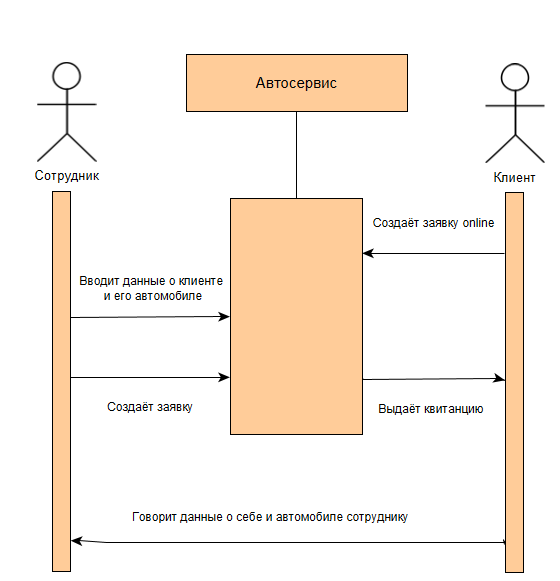 Автосервис
Сотрудник
Клиент
Создаёт заявку online
Вводит данные о клиенте
и его автомобиле
Создаёт заявку
Выдаёт квитанцию
Говорит данные о себе и автомобиле сотруднику